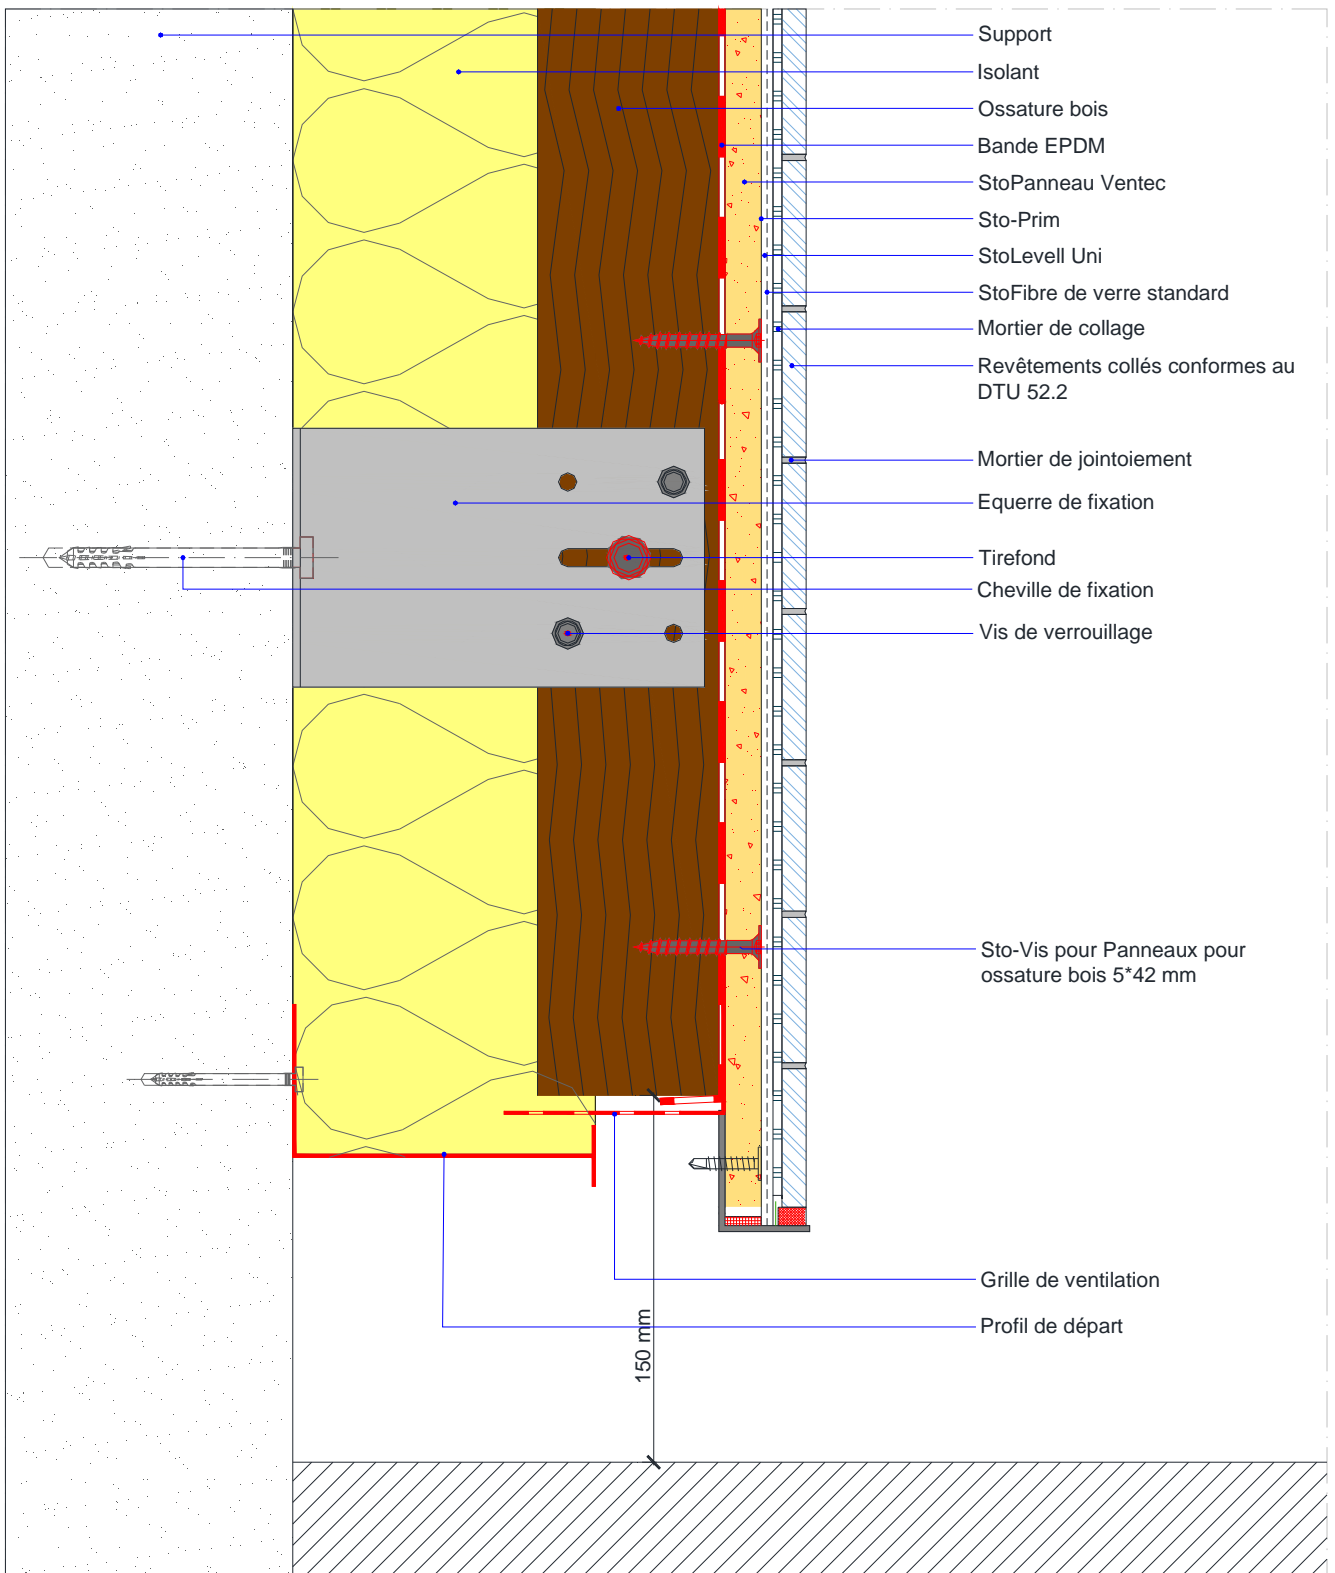 Support
Isolant
Ossature bois
Bande EPDM
StoPanneau Ventec
Sto-Prim
StoLevell Uni
StoFibre de verre standard
Mortier de collage
Revêtements collés conformes au
DTU 52.2
Mortier de jointoiement
Equerre de fixation
Tirefond
Cheville de fixation
Vis de verrouillage
Sto-Vis pour Panneaux pour
ossature bois 5*42 mm
Grille de ventilation
Profil de départ
150 mm